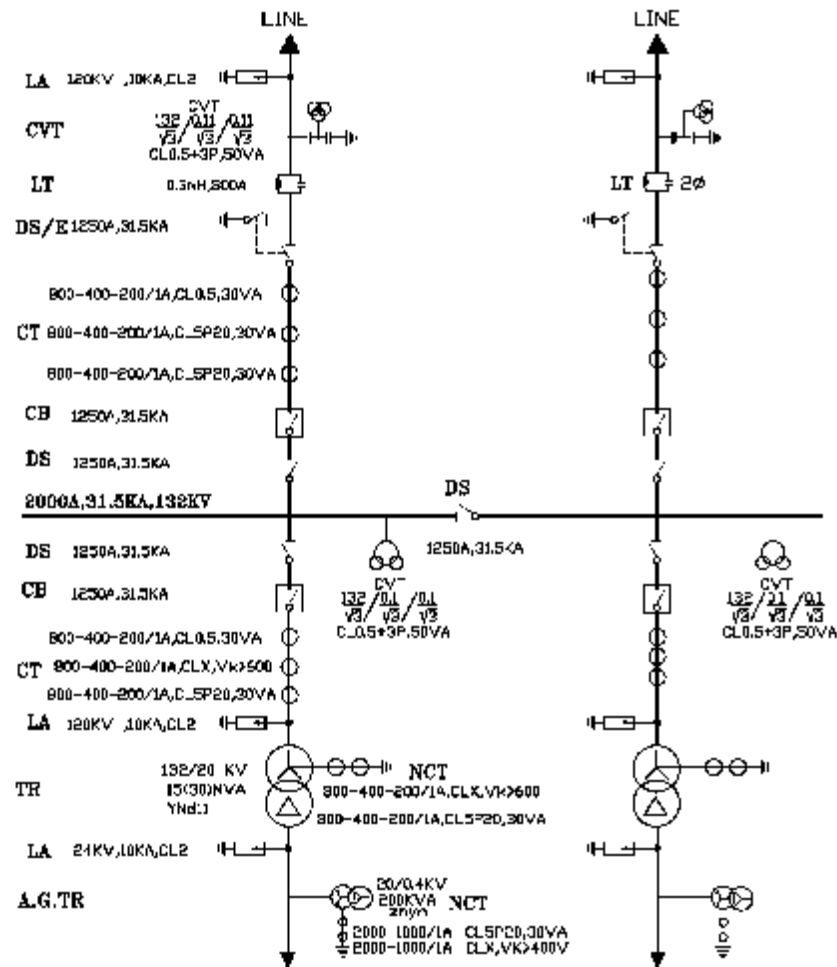 LINE LINE
LA 120KV ,10KA,CL2
CVT
CVT 132/√3 / 0.11/√3 / 0.11/√3
CL0.5+3P,50VA
LT 0.5mH,800A LT 2Ø
DS/E 1250A,31.5KA
800-400-200/1A,CL0.5,30VA
CT 800-400-200/1A,CL5P20,30VA
800-400-200/1A,CL5P20,30VA
CB 1250A,31.5KA
DS 1250A,31.5KA
2000A,31.5KA,132KV DS
DS 1250A,31.5KA 1250A,31.5KA
CB 1250A,31.5KA
CVT CVT
132/√3 / 0.1/√3 / 0.1/√3 132/√3 / 0.1/√3 / 0.1/√3
CL0.5+3P,50VA CL0.5+3P,50VA
800-400-200/1A,CL0.5,30VA
CT 800-400-200/1A,CLX,Vk>600
800-400-200/1A,CL5P20,30VA
LA 120KV ,10KA,CL2
TR 132/20 KV NCT
15(30)MVA 800-400-200/1A,CLX,Vk>600
YNd11 800-400-200/1A,CL5P20,30VA
LA 24KV,10KA,CL2
A.G.TR 20/0.4KV
200KVA NCT
Znyn
2000-1000/1A CL5P20,30VA
2000-1000/1A CLX,VK>400V